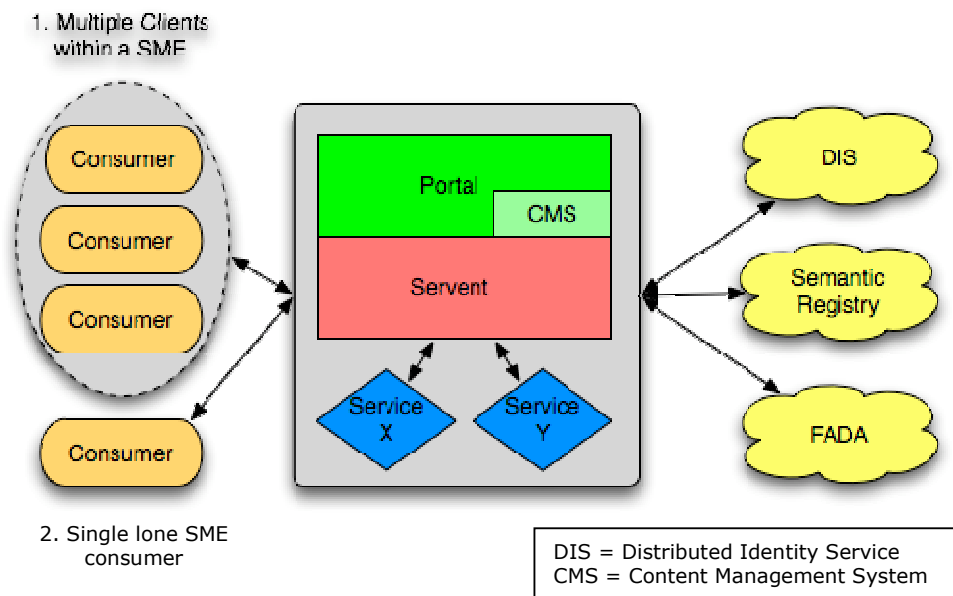 1. Multiple Clients
within a SME
Consumer
Consumer
Consumer
Consumer
2. Single lone SME
consumer
Portal
CMS
Servent
Service
X
Service
Y
DIS
Semantic
Registry
FADA
DIS = Distributed Identity Service
CMS = Content Management System